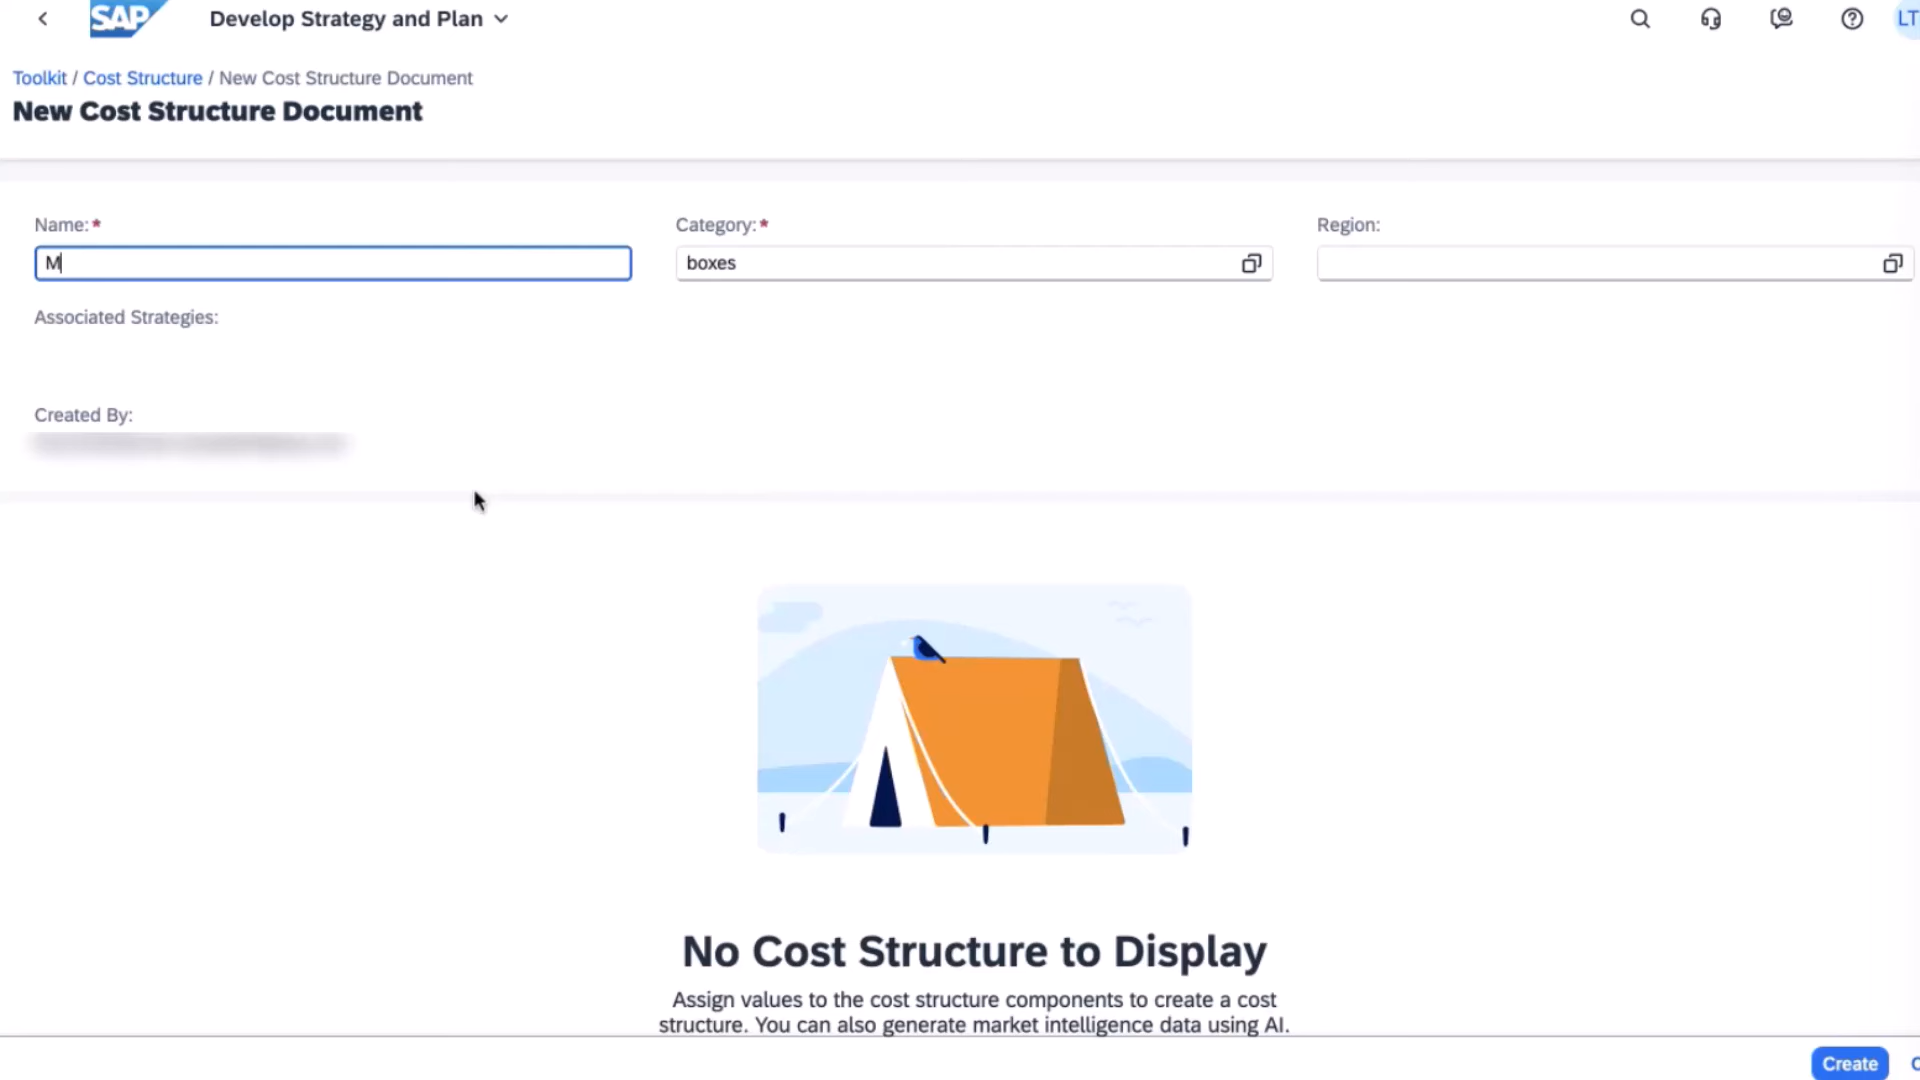 SAP Develop Strategy and Plan LT
Toolkit / Cost Structure / New Cost Structure Document
New Cost Structure Document
Name:* Category:* Region:
M boxes
Associated Strategies:
Created By:
No Cost Structure to Display
Assign values to the cost structure components to create a cost
structure. You can also generate market intelligence data using AI.
Create